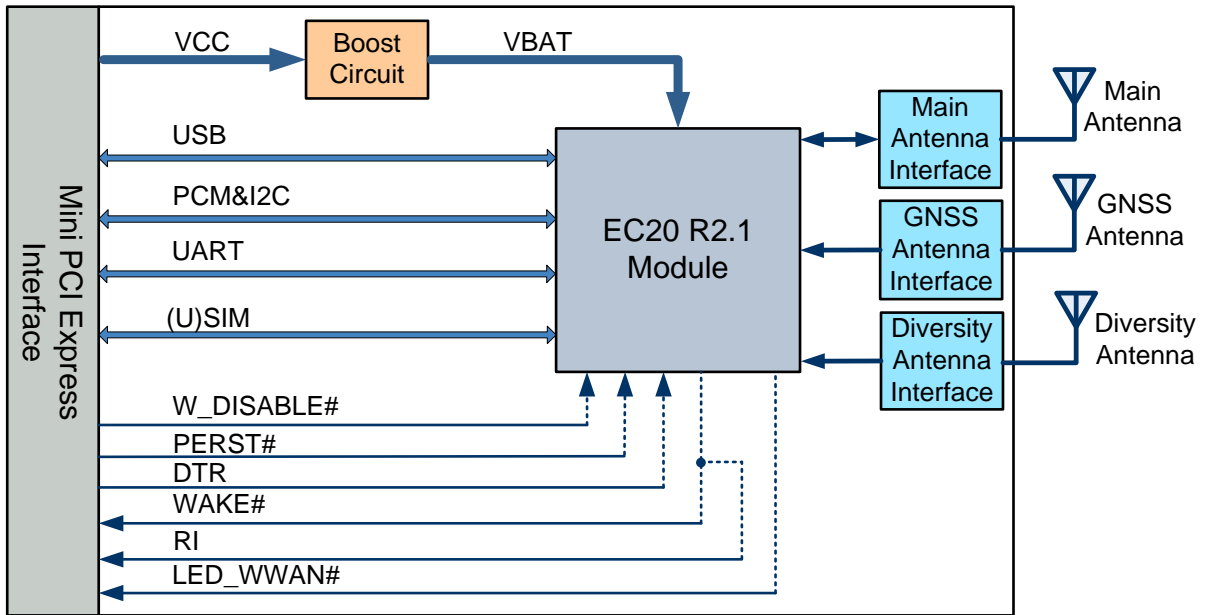 VCC
Boost
Circuit
VBAT
USB
PCM&I2C
UART
(U)SIM
W_DISABLE#
PERST#
DTR
WAKE#
RI
LED_WWAN#
Mini PCI Express
Interface
EC20 R2.1
Module
Main
Antenna
Interface
GNSS
Antenna
Interface
Diversity
Antenna
Interface
Main
Antenna
GNSS
Antenna
Diversity
Antenna